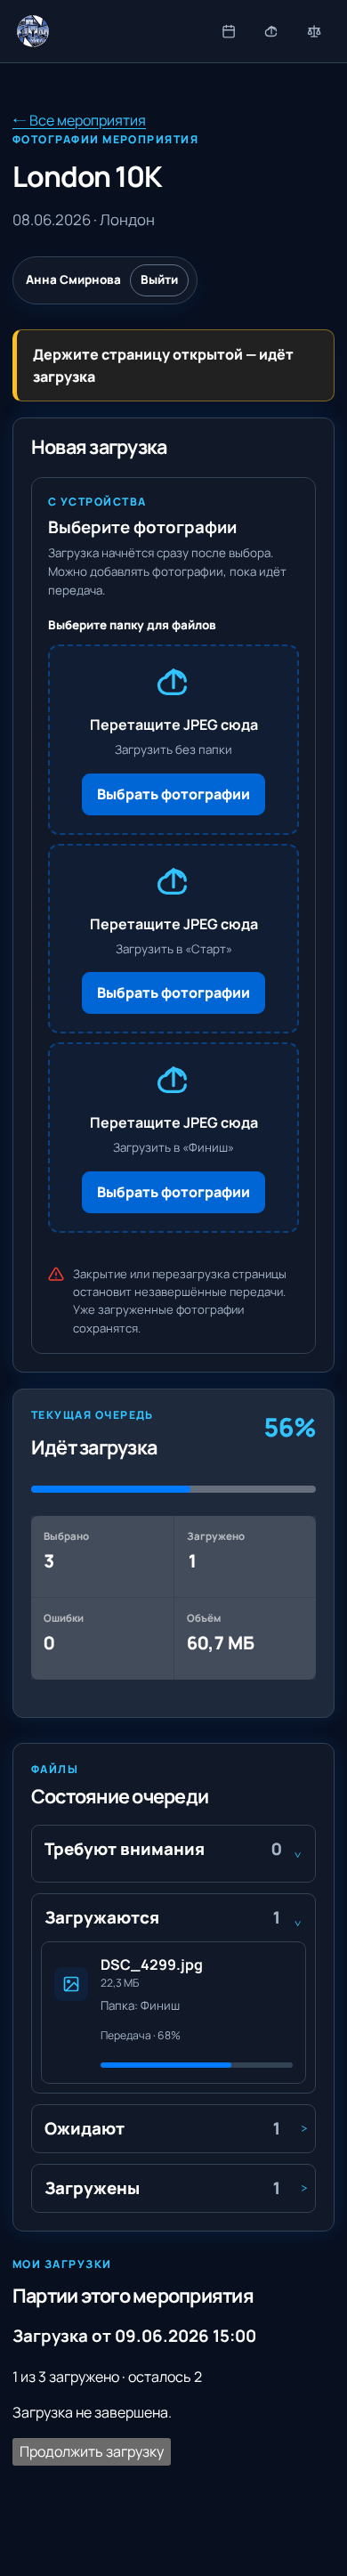 ← Все мероприятия
ФОТОГРАФИИ МЕРОПРИЯТИЯ
London 10K
08.06.2026 · Лондон
Анна Смирнова Выйти
Держите страницу открытой — идёт
загрузка
Новая загрузка
С УСТРОЙСТВА
Выберите фотографии
Загрузка начнётся сразу после выбора.
Можно добавлять фотографии, пока идёт
передача.
Выберите папку для файлов
Перетащите JPEG сюда
Загрузить без папки
Выбрать фотографии
Перетащите JPEG сюда
Загрузить в «Старт»
Выбрать фотографии
Перетащите JPEG сюда
Загрузить в «Финиш»
Выбрать фотографии
Закрытие или перезагрузка страницы
остановит незавершённые передачи.
Уже загруженные фотографии
сохранятся.
ТЕКУЩАЯ ОЧЕРЕДЬ
Идёт загрузка
56%
Выбрано
3
Загружено
1
Ошибки
0
Объём
60,7 МБ
ФАЙЛЫ
Состояние очереди
Требуют внимания 0
Загружаются 1
DSC_4299.jpg
22,3 МБ
Папка: Финиш
Передача · 68%
Ожидают 1
Загружены 1
МОИ ЗАГРУЗКИ
Партии этого мероприятия
Загрузка от 09.06.2026 15:00
1 из 3 загружено · осталось 2
Загрузка не завершена.
Продолжить загрузку